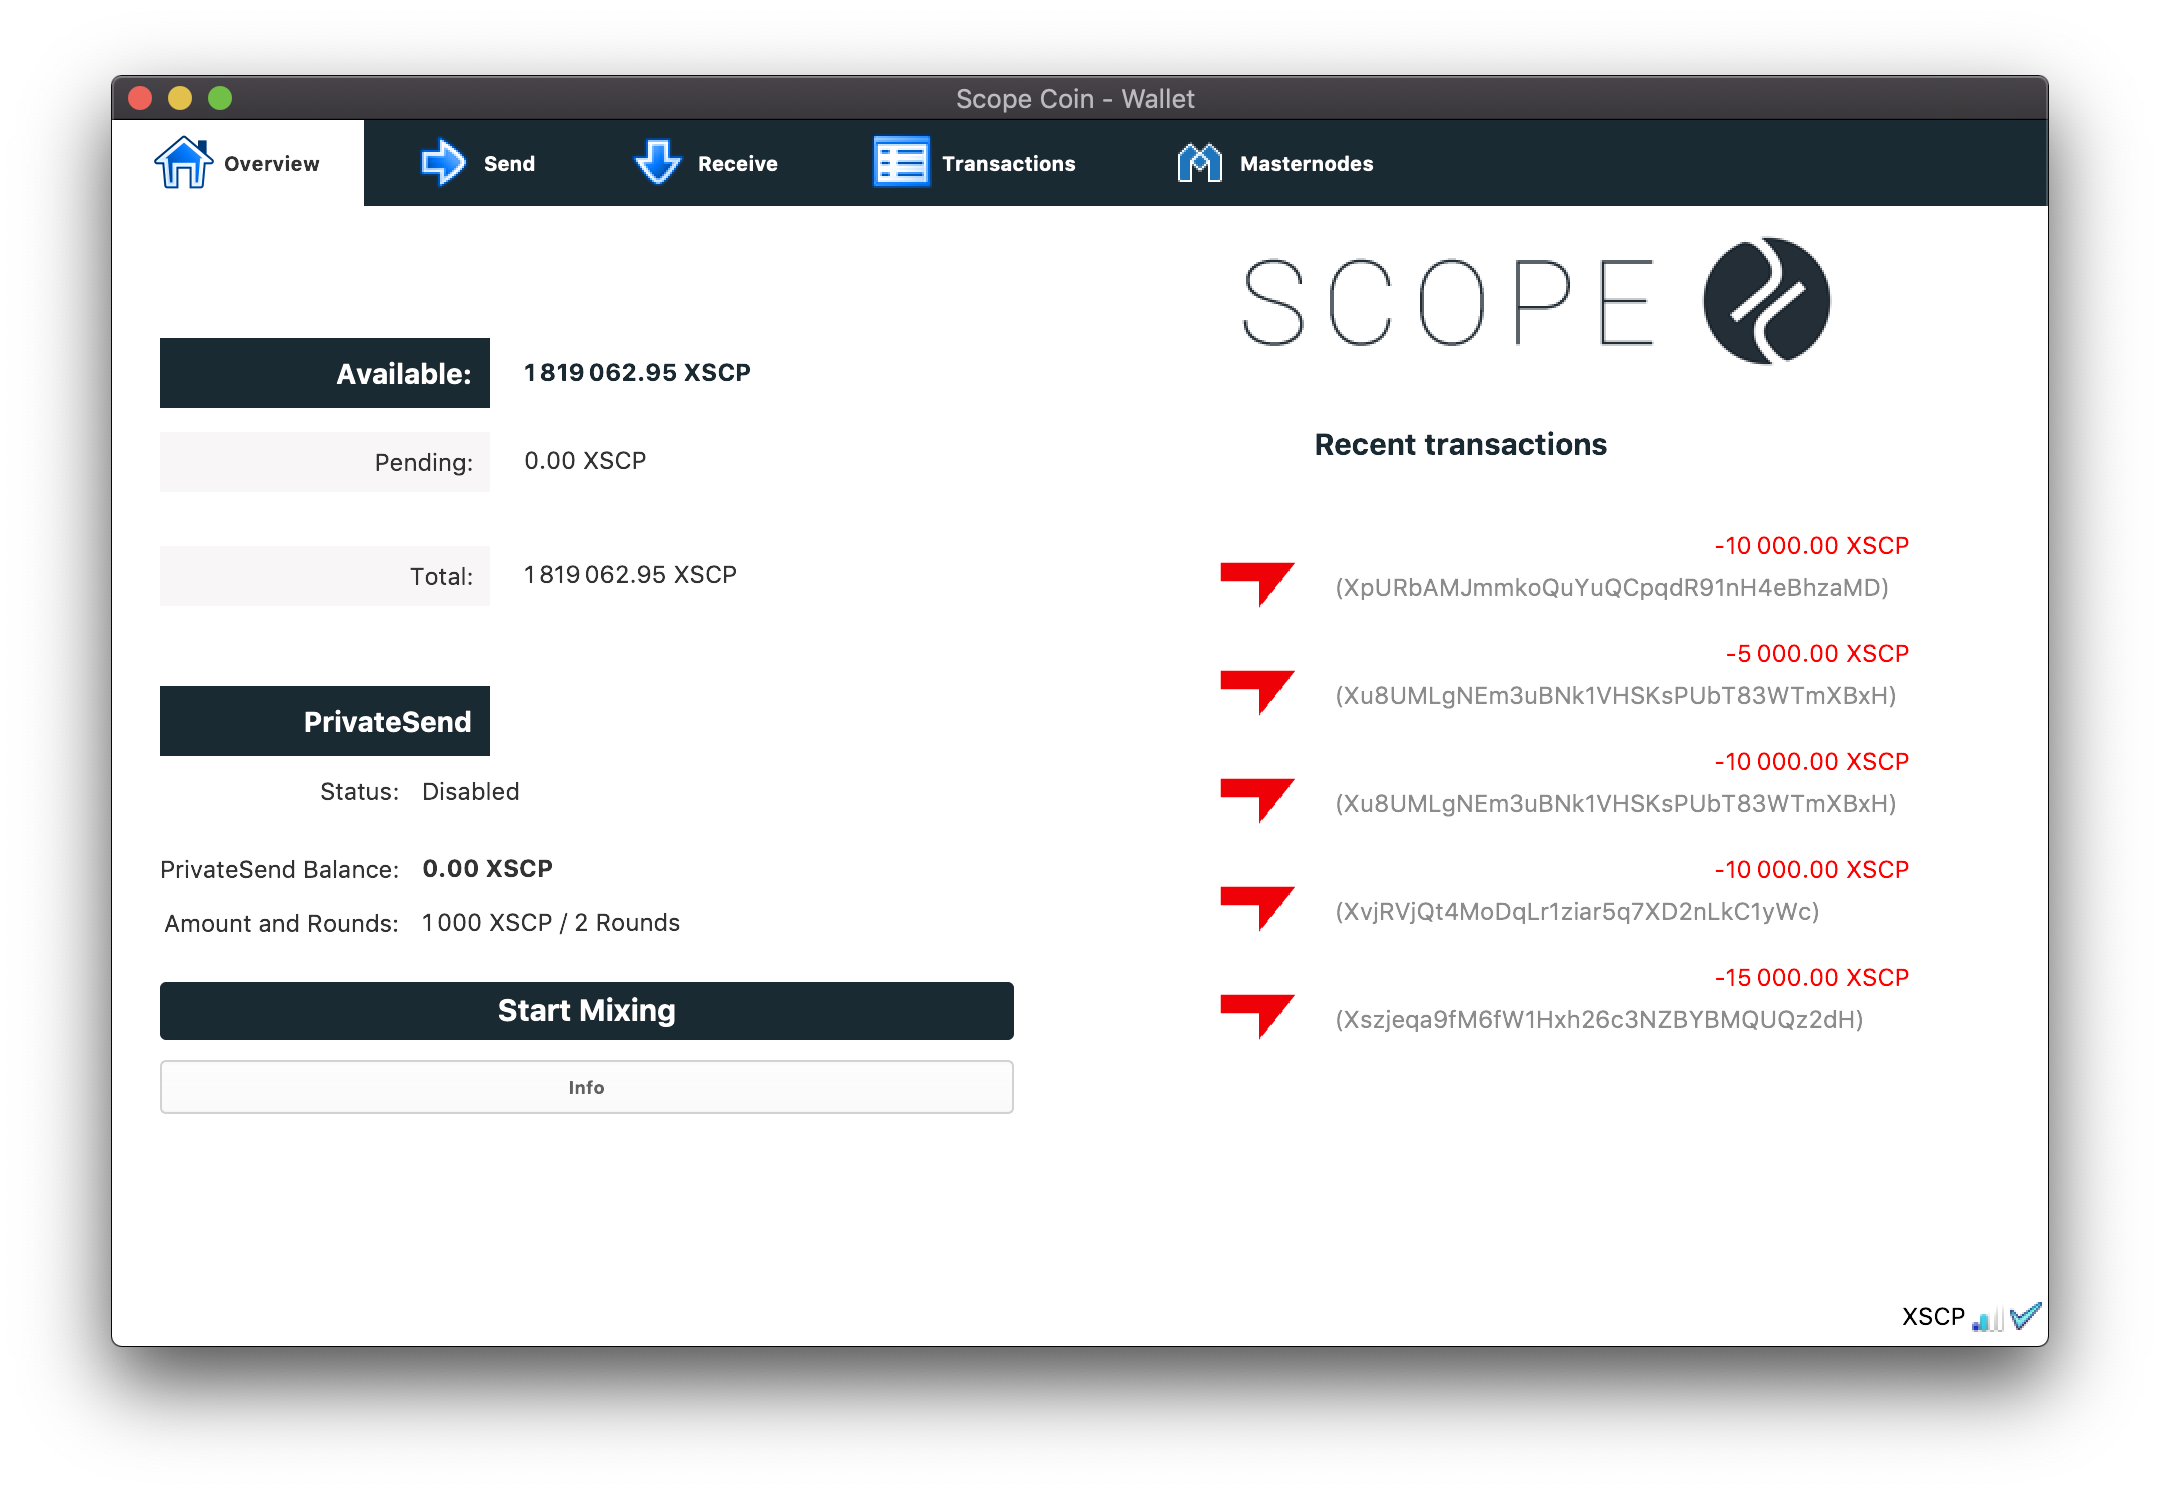 Scope Coin - Wallet
Overview
Send
Receive
Transactions
Masternodes
SCOPE
Available: 1 819 062.95 XSCP
Pending: 0.00 XSCP
Total: 1 819 062.95 XSCP
PrivateSend
Status: Disabled
PrivateSend Balance: 0.00 XSCP
Amount and Rounds: 1 000 XSCP / 2 Rounds
Start Mixing
Info
Recent transactions
-10 000.00 XSCP
(XpURbAMJmmkoQuYuQCpqdR91nH4eBhzaMD)
-5 000.00 XSCP
(Xu8UMLgNEm3uBNk1VHSKsPUbT83WTmXBxH)
-10 000.00 XSCP
(Xu8UMLgNEm3uBNk1VHSKsPUbT83WTmXBxH)
-10 000.00 XSCP
(XvjRVjQt4MoDqLr1ziar5q7XD2nLkC1yWc)
-15 000.00 XSCP
(Xszjeqa9fM6fW1Hxh26c3NZBYBMQUQz2dH)
XSCP